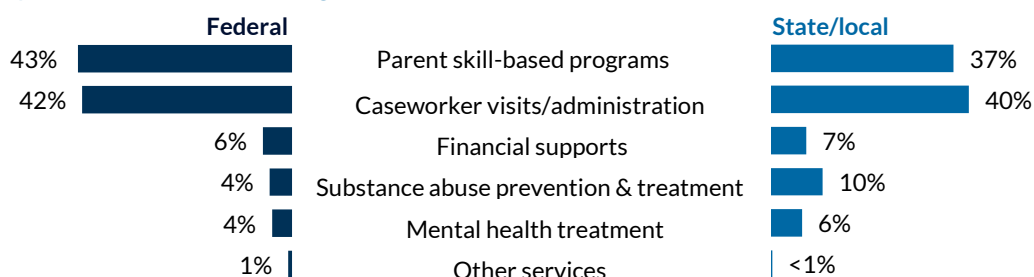 Federal State/local
43% Parent skill-based programs 37%
42% Caseworker visits/administration 40%
6% Financial supports 7%
4% Substance abuse prevention & treatment 10%
4% Mental health treatment 6%
1% Other services <1%